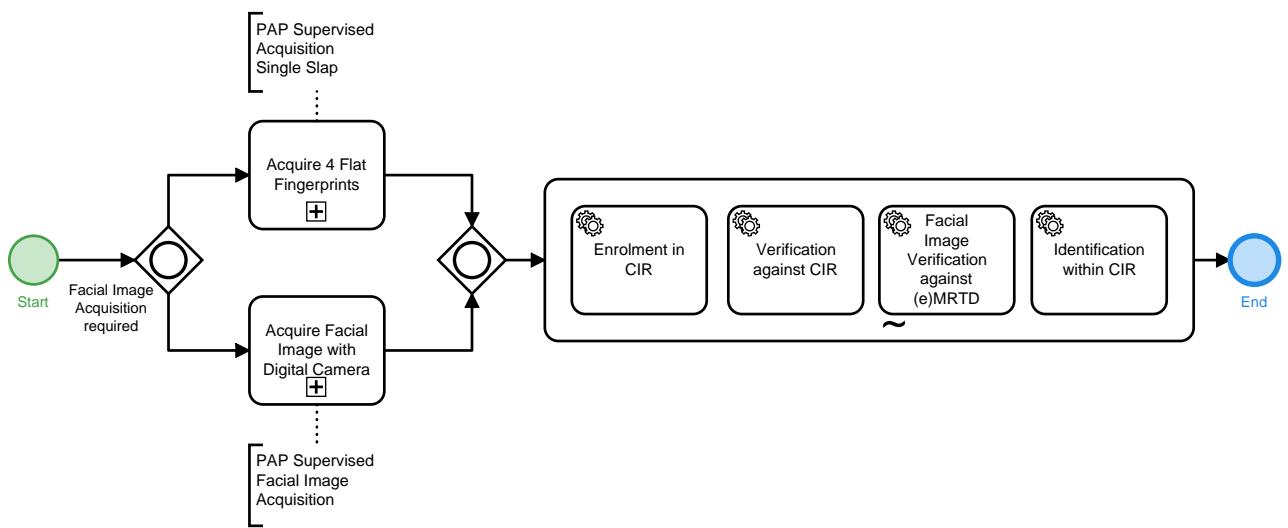 PAP Supervised
Acquisition
Single Slap
Acquire 4 Flat
Fingerprints
Start
Facial Image
Acquisition
required
Acquire Facial
Image with
Digital Camera
PAP Supervised
Facial Image
Acquisition
Enrolment in
CIR
Verification
against CIR
Facial
Image
Verification
against
(e)MRTD
Identification
within CIR
End